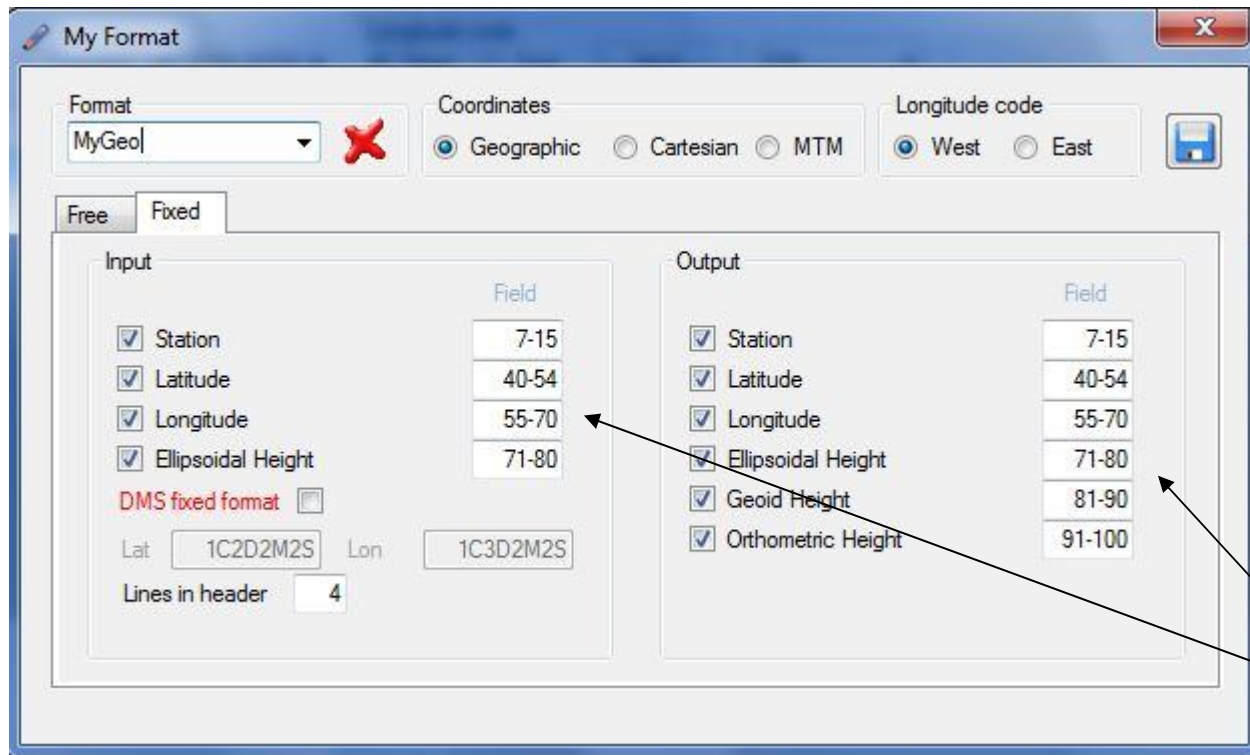 My Format
Format
MyGeo
Coordinates
Geographic
Cartesian
MTM
Longitude code
West
East
Free
Fixed
Input
Field
Station 7-15
Latitude 40-54
Longitude 55-70
Ellipsoidal Height 71-80
DMS fixed format
Lat 1C2D2M2S Lon 1C3D2M2S
Lines in header 4
Output
Field
Station 7-15
Latitude 40-54
Longitude 55-70
Ellipsoidal Height 71-80
Geoid Height 81-90
Orthometric Height 91-100